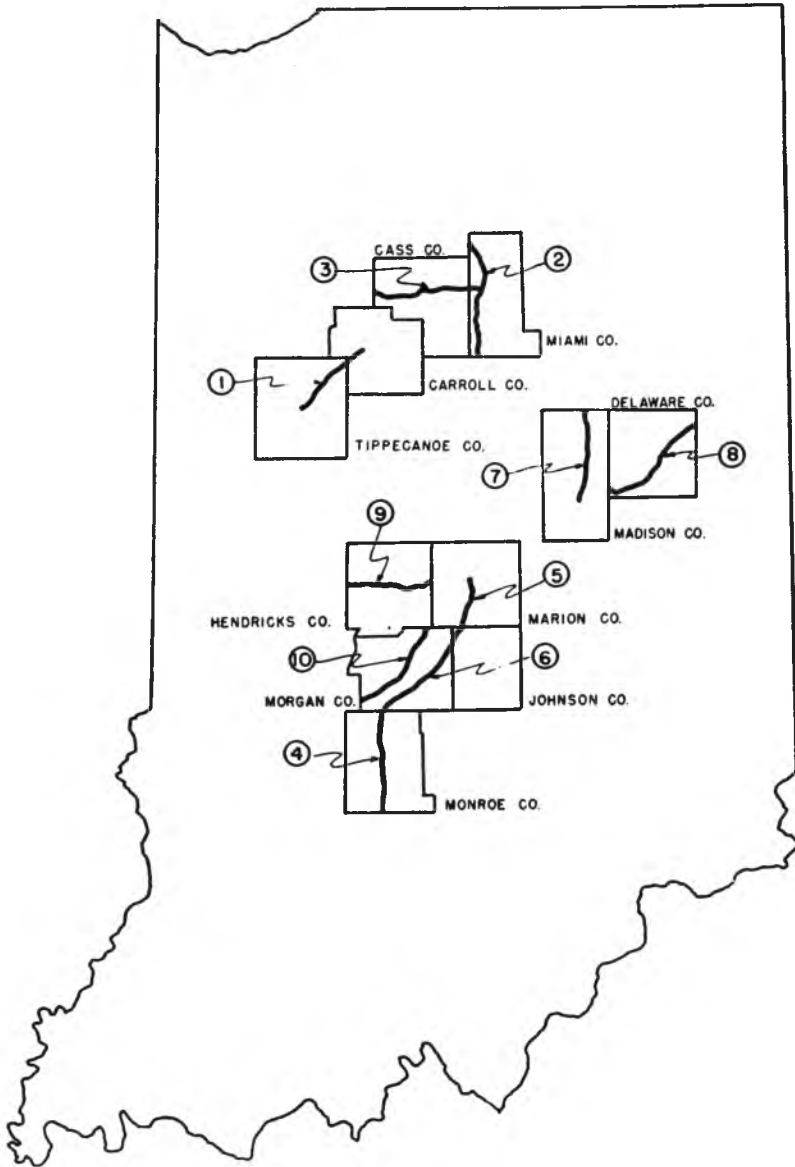 CASS CO.
3
2
MIAMI CO.
1
CARROLL CO.
DELAWARE CO.
TIPPECANOE CO.
7
8
9
MADISON CO.
5
HENDRICKS CO.
MARION CO.
10
6
MORGAN CO.
JOHNSON CO.
4
MONROE CO.